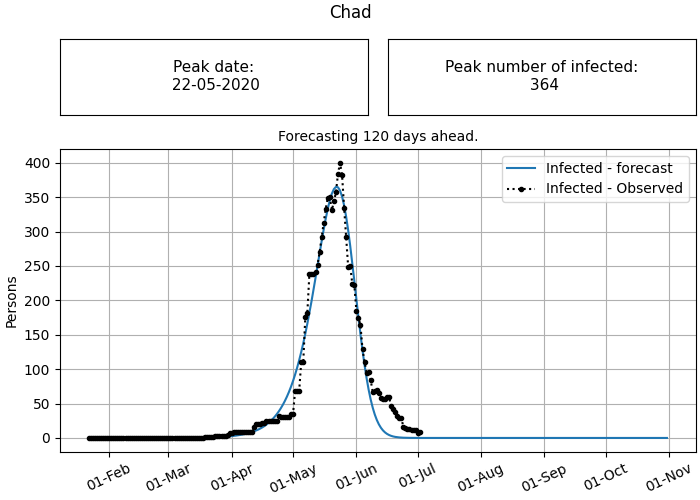 Chad
Peak date:
22-05-2020
Peak number of infected:
364
Forecasting 120 days ahead.
Infected - forecast
Infected - Observed
Persons
400
350
300
250
200
150
100
50
0
01-Feb
01-Mar
01-Apr
01-May
01-Jun
01-Jul
01-Aug
01-Sep
01-Oct
01-Nov